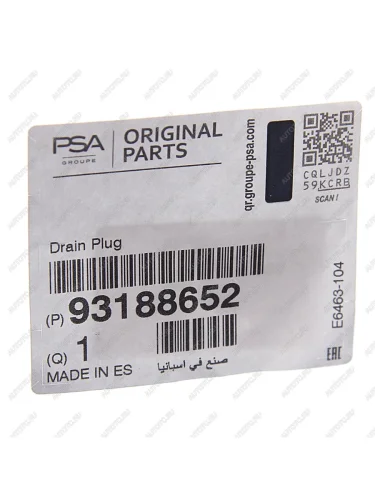 PSA
GROUPE
ORIGINAL
PARTS
qr.groupe-psa.com
CQLJDZ
59KCRB
SCAN !
Drain Plug
(P) 93188652
(Q) 1
MADE IN ES
صنع في اسبانيا
E6463-104
EAC